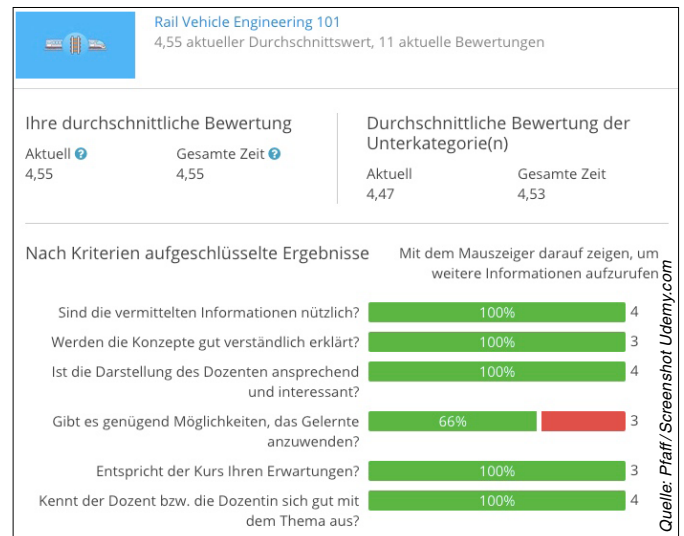 Rail Vehicle Engineering 101
4,55 aktueller Durchschnittswert, 11 aktuelle Bewertungen
Ihre durchschnittliche Bewertung
Aktuell ?
Gesamte Zeit ?
4,55
4,55
Durchschnittliche Bewertung der
Unterkategorie(n)
Aktuell
Gesamte Zeit
4,47
4,53
Nach Kriterien aufgeschlüsselte Ergebnisse
Mit dem Mauszeiger darauf zeigen, um
weitere Informationen aufzurufen
Sind die vermittelten Informationen nützlich?
100%
4
Werden die Konzepte gut verständlich erklärt?
100%
3
Ist die Darstellung des Dozenten ansprechend
und interessant?
100%
4
Gibt es genügend Möglichkeiten, das Gelernte
anzuwenden?
66%
3
Entspricht der Kurs Ihren Erwartungen?
100%
3
Kennt der Dozent bzw. die Dozentin sich gut mit
dem Thema aus?
100%
4
Quelle: Pfaff/Screenshot Udemy.com